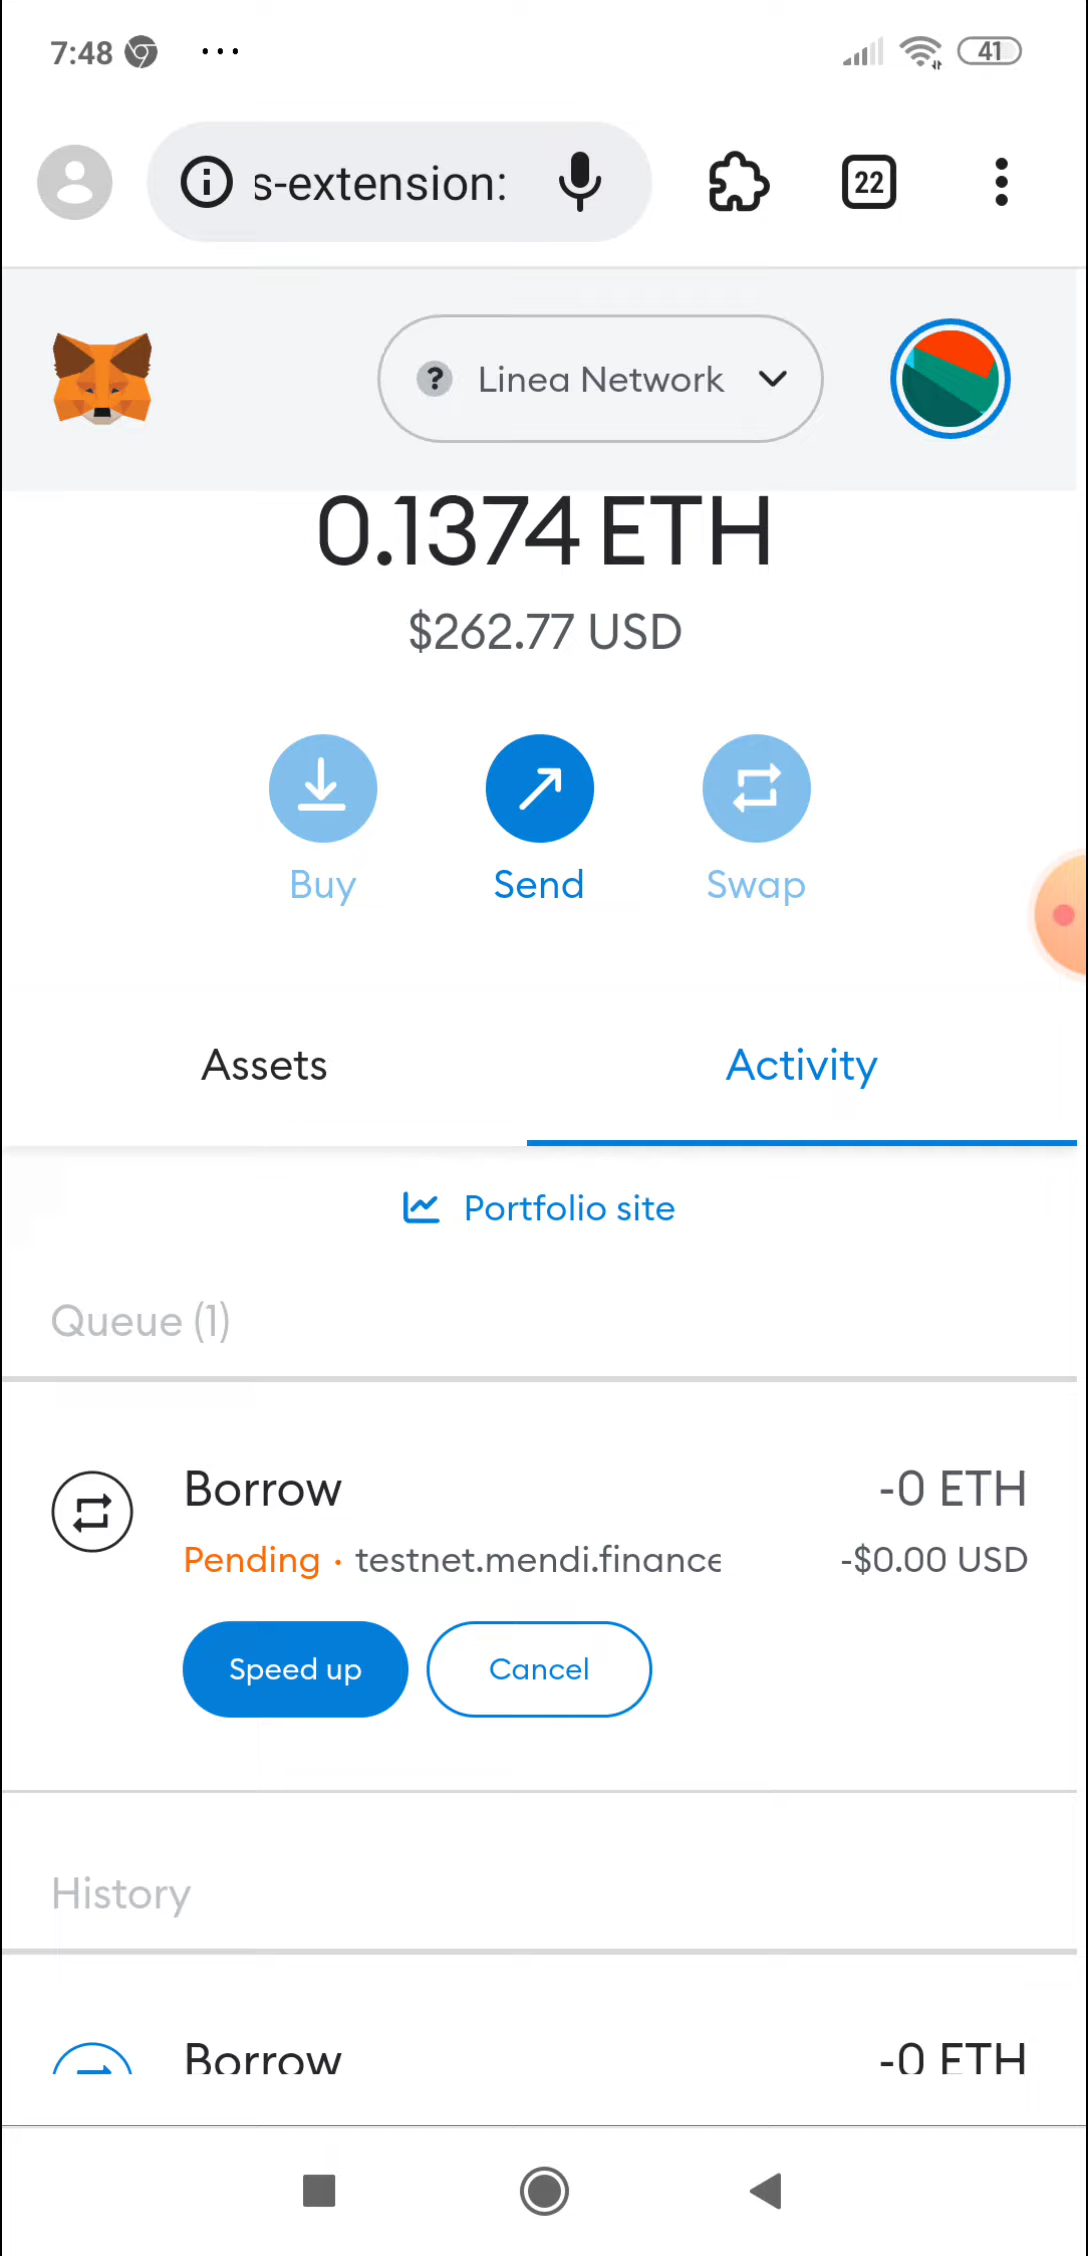 7:48 ...
s-extension:
22
41
? Linea Network
0.1374 ETH
$262.77 USD
Buy
Send
Swap
Assets
Activity
Portfolio site
Queue (1)
Borrow
-0 ETH
Pending · testnet.mendi.finance
-$0.00 USD
Speed up
Cancel
History
Borrow
-0 ETH